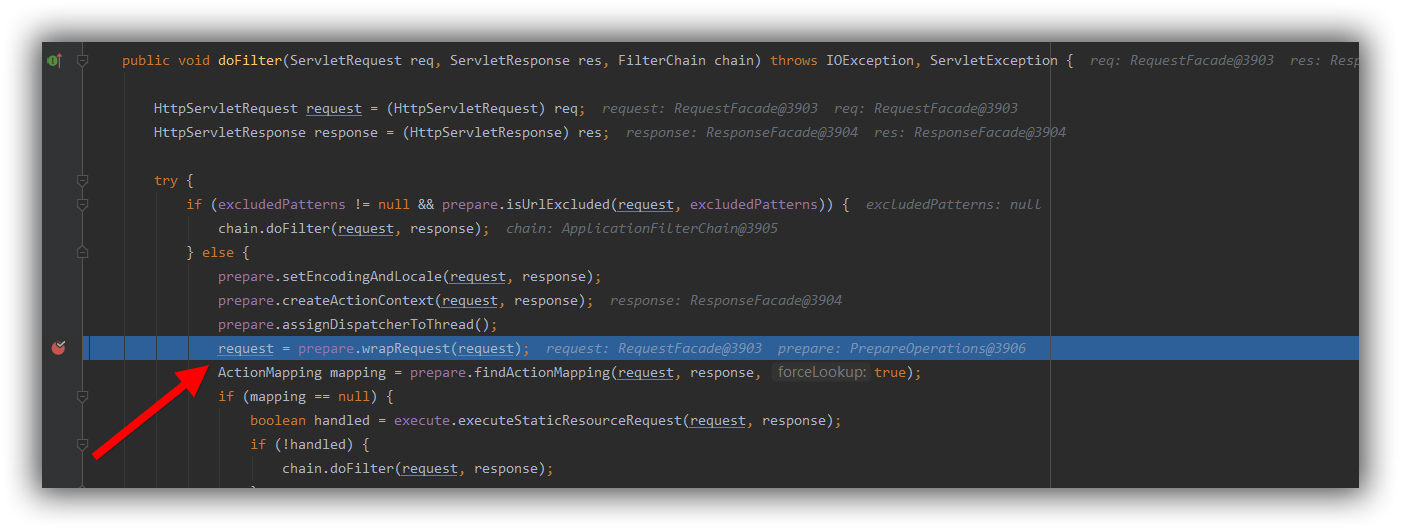 public void doFilter(ServletRequest req, ServletResponse res, FilterChain chain) throws IOException, ServletException { req: RequestFacade@3903 res: Resp
HttpServletRequest request = (HttpServletRequest) req; request: RequestFacade@3903 req: RequestFacade@3903
HttpServletResponse response = (HttpServletResponse) res; response: ResponseFacade@3904 res: ResponseFacade@3904
try {
if (excludedPatterns != null && prepare.isUrlExcluded(request, excludedPatterns)) { excludedPatterns: null
chain.doFilter(request, response); chain: ApplicationFilterChain@3905
} else {
prepare.setEncodingAndLocale(request, response);
prepare.createActionContext(request, response); response: ResponseFacade@3904
prepare.assignDispatcherToThread();
request = prepare.wrapRequest(request); request: RequestFacade@3903 prepare: PrepareOperations@3906
ActionMapping mapping = prepare.findActionMapping(request, response, forceLookup: true);
if (mapping == null) {
boolean handled = execute.executeStaticResourceRequest(request, response);
if (!handled) {
chain.doFilter(request, response);